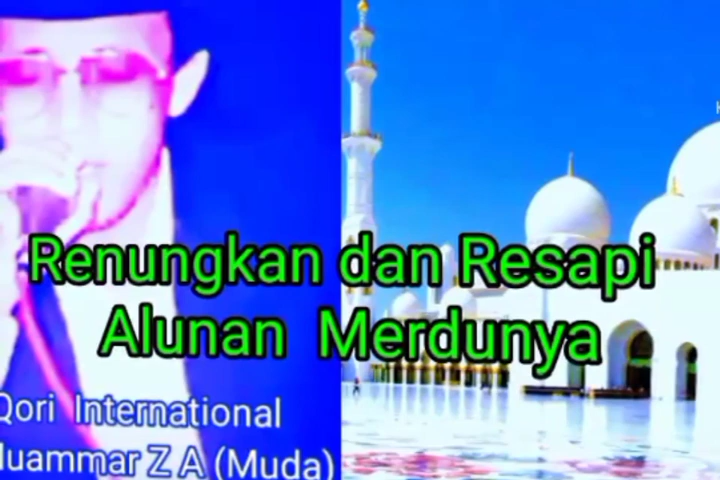 Renungkan dan Resapi
Alunan Merdunya
Qori International
Muammar Z A (Muda)